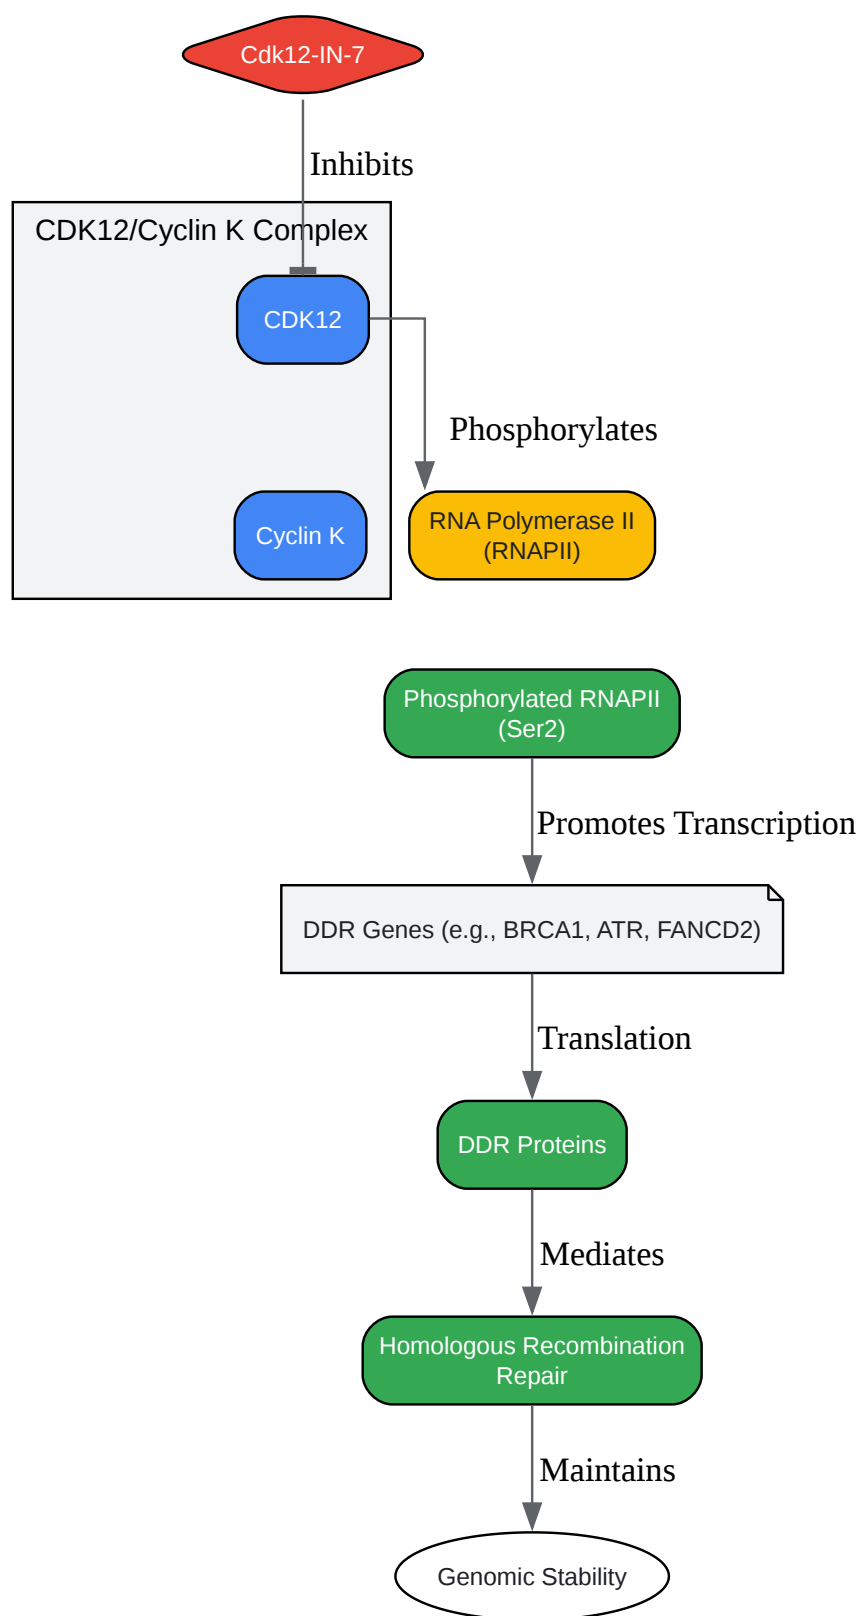 Cdk12-IN-7
Inhibits
CDK12/Cyclin K Complex
CDK12
Phosphorylates
Cyclin K
RNA Polymerase II
(RNAPII)
Phosphorylated RNAPII
(Ser2)
Promotes Transcription
DDR Genes (e.g., BRCA1, ATR, FANCD2)
Translation
DDR Proteins
Mediates
Homologous Recombination
Repair
Maintains
Genomic Stability